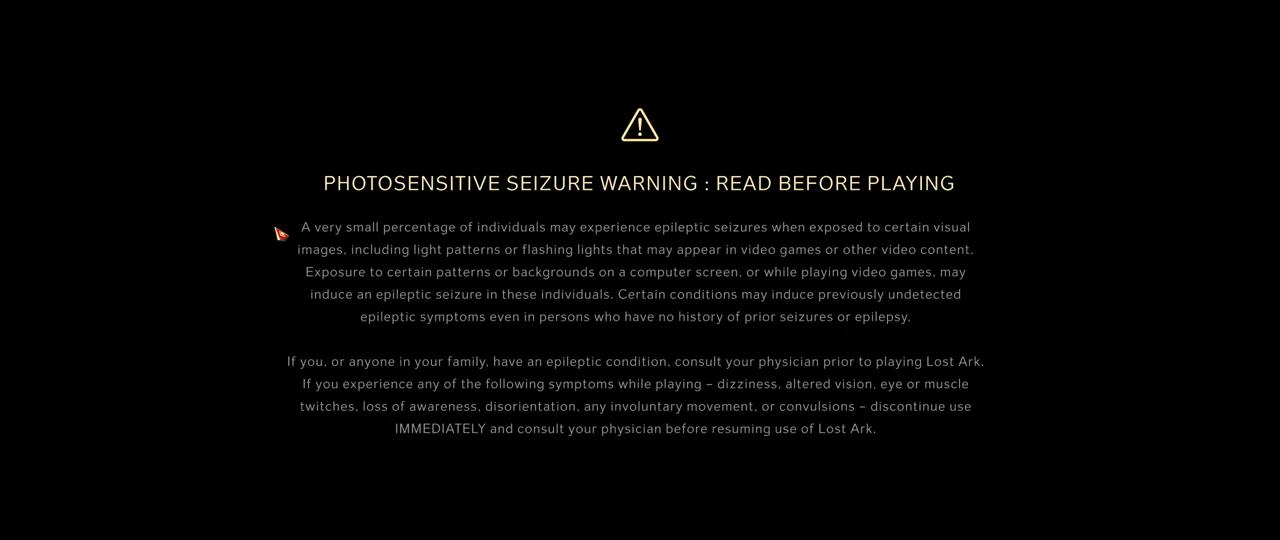 PHOTOSENSITIVE SEIZURE WARNING : READ BEFORE PLAYING
A very small percentage of individuals may experience epileptic seizures when exposed to certain visual
images, including light patterns or flashing lights that may appear in video games or other video content.
Exposure to certain patterns or backgrounds on a computer screen, or while playing video games, may
induce an epileptic seizure in these individuals. Certain conditions may induce previously undetected
epileptic symptoms even in persons who have no history of prior seizures or epilepsy.
If you, or anyone in your family, have an epileptic condition, consult your physician prior to playing Lost Ark.
If you experience any of the following symptoms while playing – dizziness, altered vision, eye or muscle
twitches, loss of awareness, disorientation, any involuntary movement, or convulsions – discontinue use
IMMEDIATELY and consult your physician before resuming use of Lost Ark.